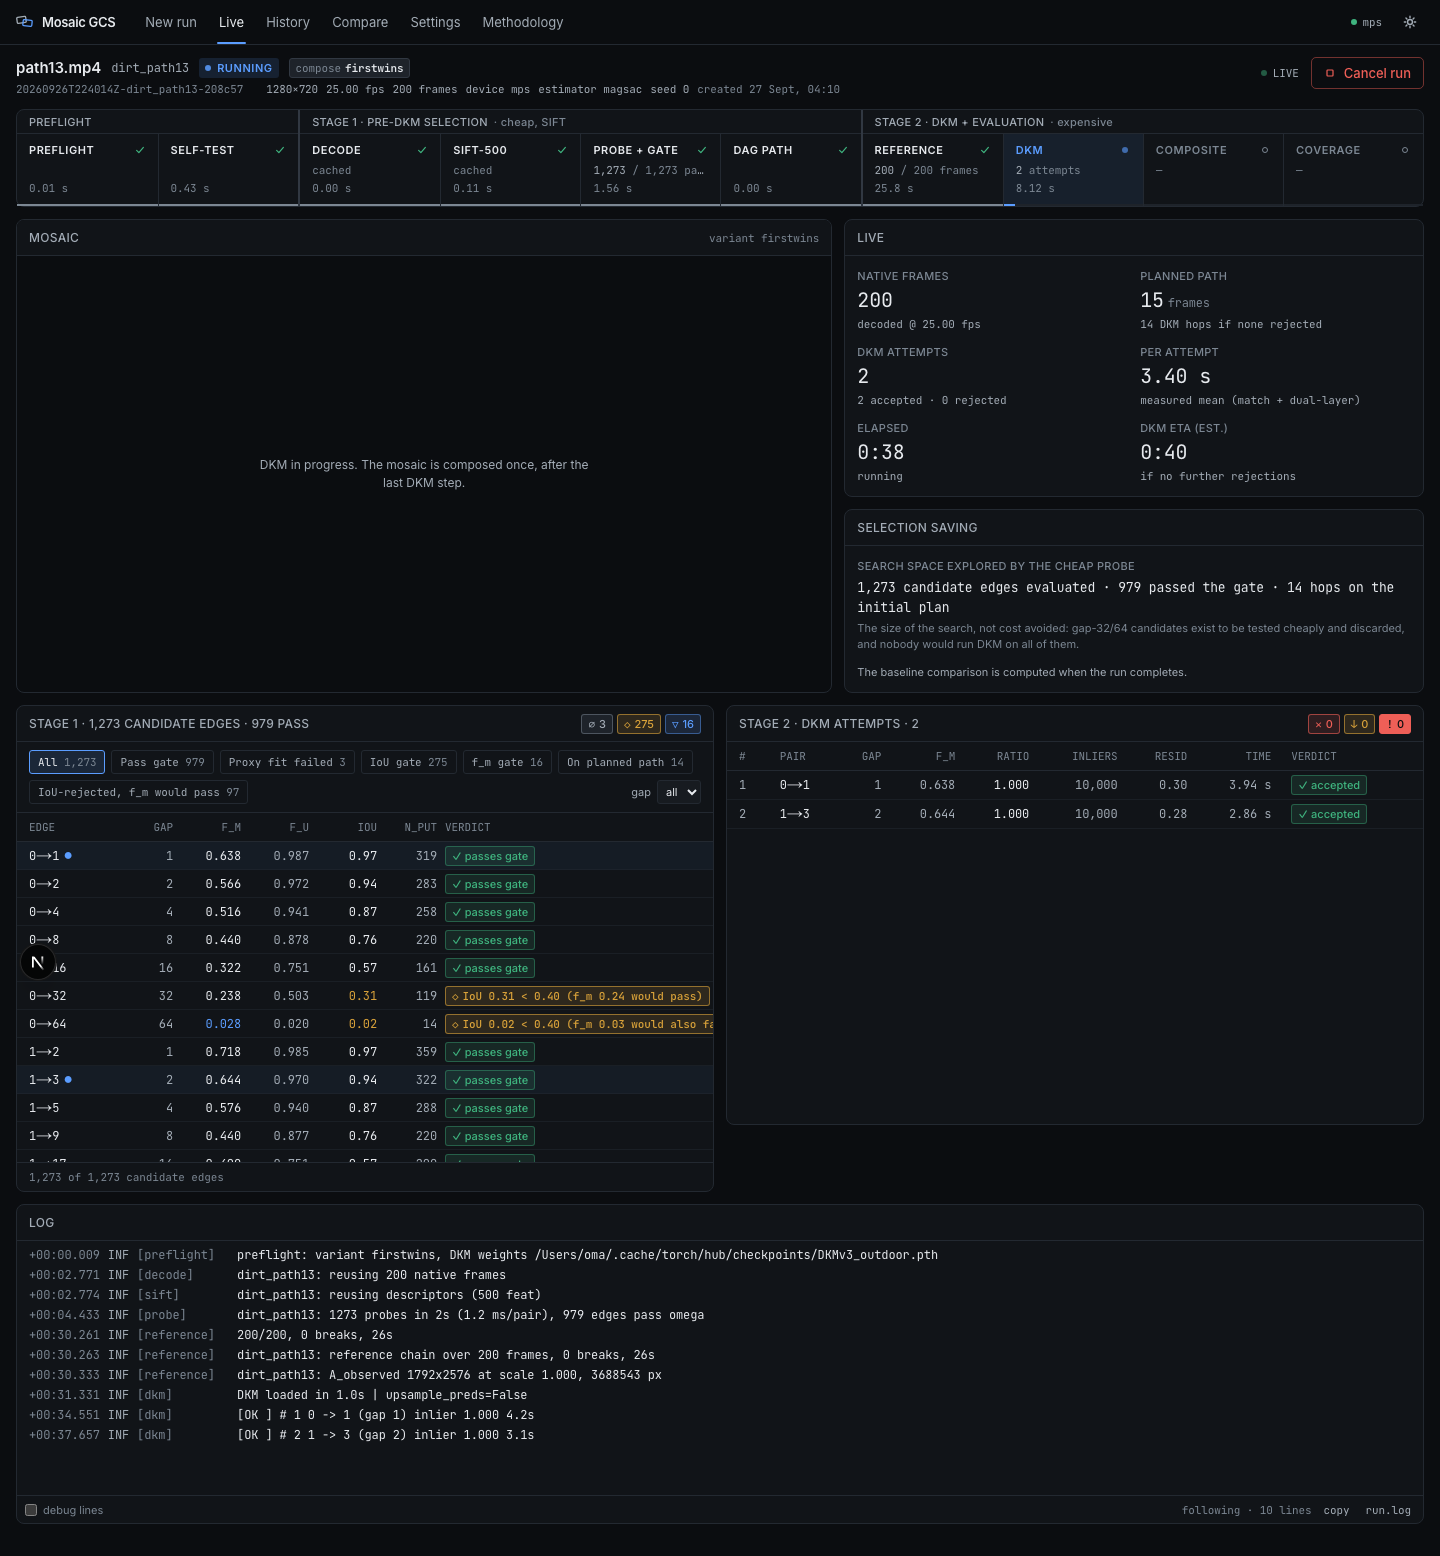 Mosaic GCS New run Live History Compare Settings Methodology mps
path13.mp4 dirt_path13 RUNNING compose firstwins LIVE Cancel run
20260926T224014Z-dirt_path13-208c57 1280×720 25.00 fps 200 frames device mps estimator magsac seed 0 created 27 Sept, 04:10
PREFLIGHT STAGE 1 · PRE-DKM SELECTION · cheap, SIFT STAGE 2 · DKM + EVALUATION · expensive
PREFLIGHT SELF-TEST DECODE SIFT-500 PROBE + GATE DAG PATH REFERENCE DKM COMPOSITE COVERAGE
cached cached 1,273 / 1,273 pa… 200 / 200 frames 2 attempts — —
0.01 s 0.43 s 0.00 s 0.11 s 1.56 s 0.00 s 25.8 s 8.12 s
MOSAIC variant firstwins
DKM in progress. The mosaic is composed once, after the
last DKM step.
LIVE
NATIVE FRAMES PLANNED PATH
200 15 frames
decoded @ 25.00 fps 14 DKM hops if none rejected
DKM ATTEMPTS PER ATTEMPT
2 3.40 s
2 accepted · 0 rejected measured mean (match + dual-layer)
ELAPSED DKM ETA (EST.)
0:38 0:40
running if no further rejections
SELECTION SAVING
SEARCH SPACE EXPLORED BY THE CHEAP PROBE
1,273 candidate edges evaluated · 979 passed the gate · 14 hops on the
initial plan
The size of the search, not cost avoided: gap-32/64 candidates exist to be tested cheaply and discarded,
and nobody would run DKM on all of them.
The baseline comparison is computed when the run completes.
STAGE 1 · 1,273 CANDIDATE EDGES · 979 PASS ∅ 3 ◇ 275 ▽ 16
All 1,273 Pass gate 979 Proxy fit failed 3 IoU gate 275 f_m gate 16 On planned path 14
IoU-rejected, f_m would pass 97 gap all
EDGE GAP F_M F_U IOU N_PUT VERDICT
0⟶1 ● 1 0.638 0.987 0.97 319 ✓ passes gate
0⟶2 2 0.566 0.972 0.94 283 ✓ passes gate
0⟶4 4 0.516 0.941 0.87 258 ✓ passes gate
0⟶8 8 0.440 0.878 0.76 220 ✓ passes gate
16 16 0.322 0.751 0.57 161 ✓ passes gate
0⟶32 32 0.238 0.503 0.31 119 ◇ IoU 0.31 < 0.40 (f_m 0.24 would pass)
0⟶64 64 0.028 0.020 0.02 14 ◇ IoU 0.02 < 0.40 (f_m 0.03 would also fa
1⟶2 1 0.718 0.985 0.97 359 ✓ passes gate
1⟶3 ● 2 0.644 0.970 0.94 322 ✓ passes gate
1⟶5 4 0.576 0.940 0.87 288 ✓ passes gate
1⟶9 8 0.440 0.877 0.76 220 ✓ passes gate
1,273 of 1,273 candidate edges
STAGE 2 · DKM ATTEMPTS · 2 × 0 ↓ 0 ! 0
# PAIR GAP F_M RATIO INLIERS RESID TIME VERDICT
1 0⟶1 1 0.638 1.000 10,000 0.30 3.94 s ✓ accepted
2 1⟶3 2 0.644 1.000 10,000 0.28 2.86 s ✓ accepted
LOG
+00:00.009 INF [preflight] preflight: variant firstwins, DKM weights /Users/oma/.cache/torch/hub/checkpoints/DKMv3_outdoor.pth
+00:02.771 INF [decode] dirt_path13: reusing 200 native frames
+00:02.774 INF [sift] dirt_path13: reusing descriptors (500 feat)
+00:04.433 INF [probe] dirt_path13: 1273 probes in 2s (1.2 ms/pair), 979 edges pass omega
+00:30.261 INF [reference] 200/200, 0 breaks, 26s
+00:30.263 INF [reference] dirt_path13: reference chain over 200 frames, 0 breaks, 26s
+00:30.333 INF [reference] dirt_path13: A_observed 1792x2576 at scale 1.000, 3688543 px
+00:31.331 INF [dkm] DKM loaded in 1.0s | upsample_preds=False
+00:34.551 INF [dkm] [OK ] # 1 0 -> 1 (gap 1) inlier 1.000 4.2s
+00:37.657 INF [dkm] [OK ] # 2 1 -> 3 (gap 2) inlier 1.000 3.1s
debug lines following · 10 lines copy run.log